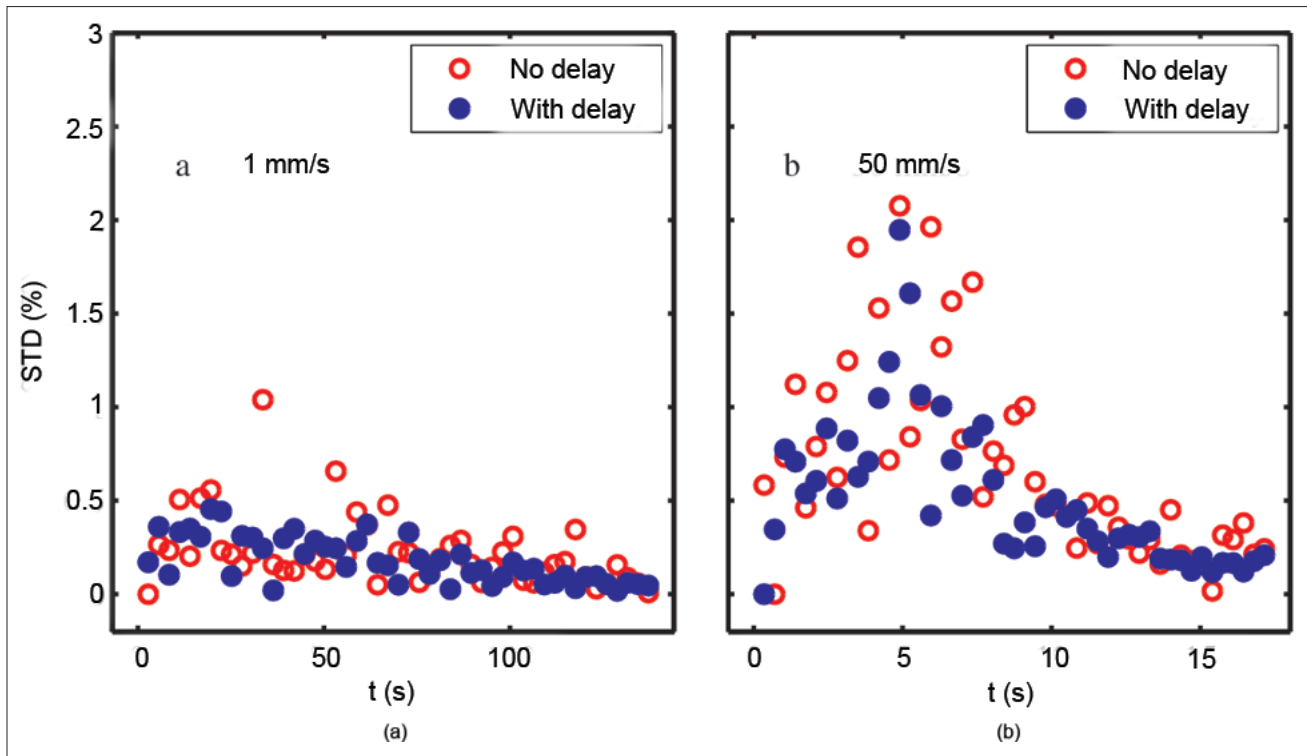 3
2.5
2
1.5
1
0.5
0
STD (%)
No delay
With delay
a 1 mm/s
0 50 100
t (s)
(a)
No delay
With delay
b 50 mm/s
0 5 10 15
t (s)
(b)